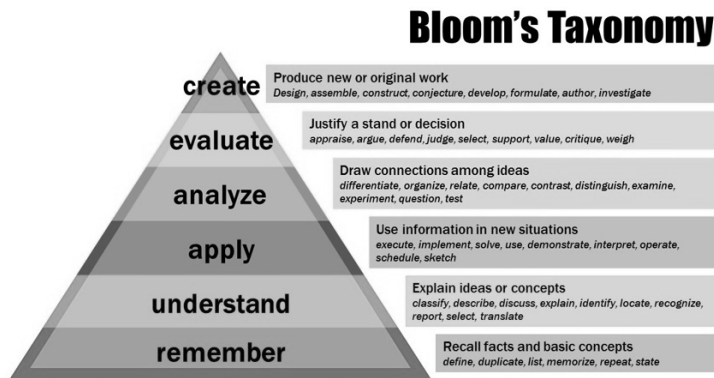 Bloom's Taxonomy
create
Produce new or original work
Design, assemble, construct, conjecture, develop, formulate, author, investigate
evaluate
Justify a stand or decision
appraise, argue, defend, judge, select, support, value, critique, weigh
analyze
Draw connections among ideas
differentiate, organize, relate, compare, contrast, distinguish, examine,
experiment, question, test
apply
Use information in new situations
execute, implement, solve, use, demonstrate, interpret, operate,
schedule, sketch
understand
Explain ideas or concepts
classify, describe, discuss, explain, identify, locate, recognize,
report, select, translate
remember
Recall facts and basic concepts
define, duplicate, list, memorize, repeat, state